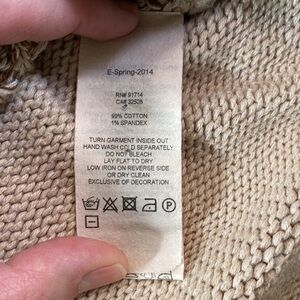 E-Spring-2014
RN# 91714
CA# 32528
S
99% COTTON
1% SPANDEX
TURN GARMENT INSIDE OUT
HAND WASH COLD SEPARATELY
DO NOT BLEACH
LAY FLAT TO DRY
LOW IRON ON REVERSE SIDE
OR DRY CLEAN
EXCLUSIVE OF DECORATION
P